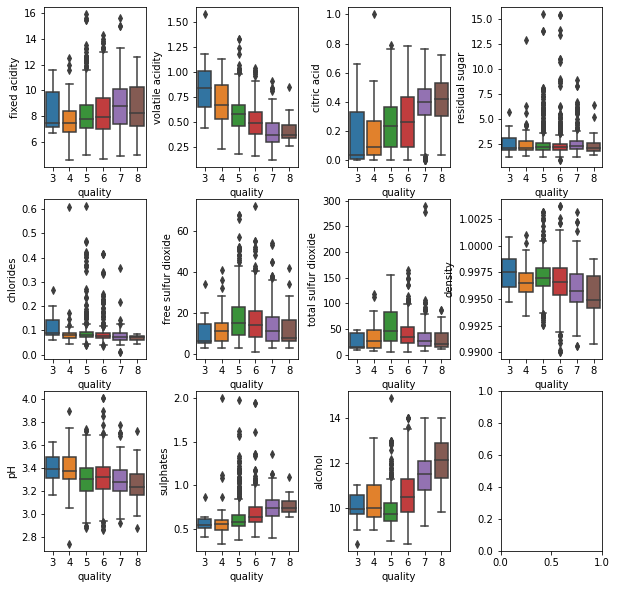 fixed acidity
16
14
12
10
8
6
3 4 5 6 7 8
quality
volatile acidity
1.50
1.25
1.00
0.75
0.50
0.25
3 4 5 6 7 8
quality
citric acid
1.0
0.8
0.6
0.4
0.2
0.0
3 4 5 6 7 8
quality
residual sugar
15.0
12.5
10.0
7.5
5.0
2.5
3 4 5 6 7 8
quality
chlorides
0.6
0.5
0.4
0.3
0.2
0.1
0.0
3 4 5 6 7 8
quality
free sulfur dioxide
60
40
20
0
3 4 5 6 7 8
quality
total sulfur dioxide
300
250
200
150
100
50
0
3 4 5 6 7 8
quality
density
1.0025
1.0000
0.9975
0.9950
0.9925
0.9900
3 4 5 6 7 8
quality
pH
4.0
3.8
3.6
3.4
3.2
3.0
2.8
3 4 5 6 7 8
quality
sulphates
2.0
1.5
1.0
0.5
3 4 5 6 7 8
quality
alcohol
14
12
10
3 4 5 6 7 8
quality
1.0
0.8
0.6
0.4
0.2
0.0
0.0 0.5 1.0